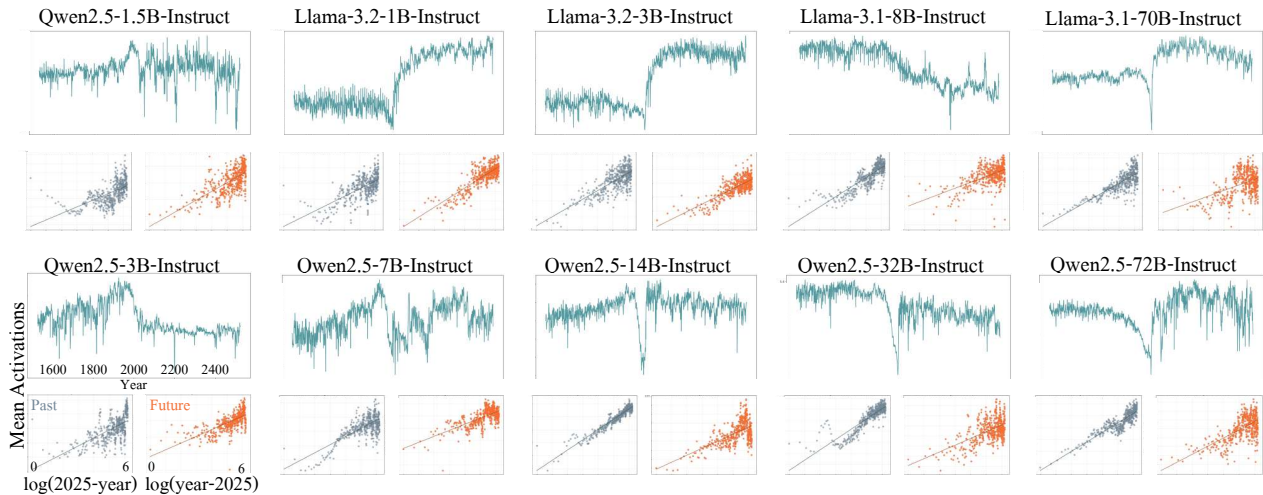 Qwen2.5-1.5B-Instruct Llama-3.2-1B-Instruct Llama-3.2-3B-Instruct Llama-3.1-8B-Instruct Llama-3.1-70B-Instruct
Qwen2.5-3B-Instruct Owen2.5-7B-Instruct Owen2.5-14B-Instruct Owen2.5-32B-Instruct Qwen2.5-72B-Instruct
Mean Activations
1600 1800 2000 2200 2400
Year
Past Future
0 6 0 6
log(2025-year) log(year-2025)